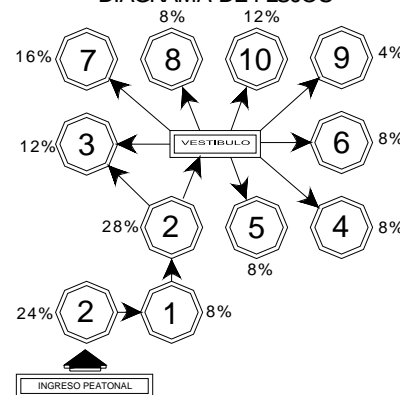 DIAGRAMA DE FLUJOS
8% 12%
16% 7 8 10 9 4%
12% 3 VESTIBULO 6 8%
28% 2 5 4 8%
8%
24% 2 1 8%
INGRESO PEATONAL